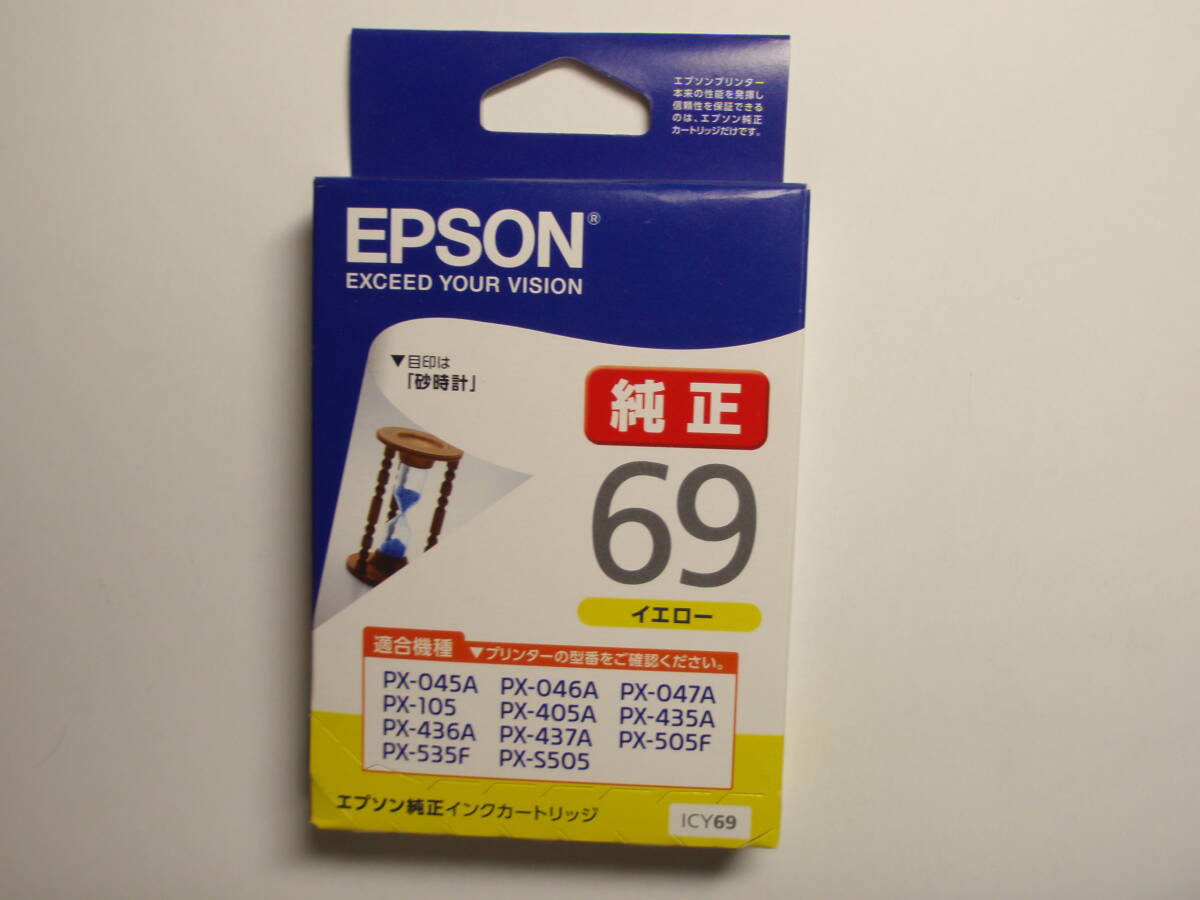 エプソンプリンター
本来の性能を発揮し
信頼性を保証できる
のは、エプソン純正
カートリッジだけです。
EPSON®
EXCEED YOUR VISION
▼目印は
「砂時計」
純正
69
イエロー
適合機種 ▼プリンターの型番をご確認ください。
PX-045A PX-046A PX-047A
PX-105 PX-405A PX-435A
PX-436A PX-437A PX-505F
PX-535F PX-S505
エプソン純正インクカートリッジ
ICY69